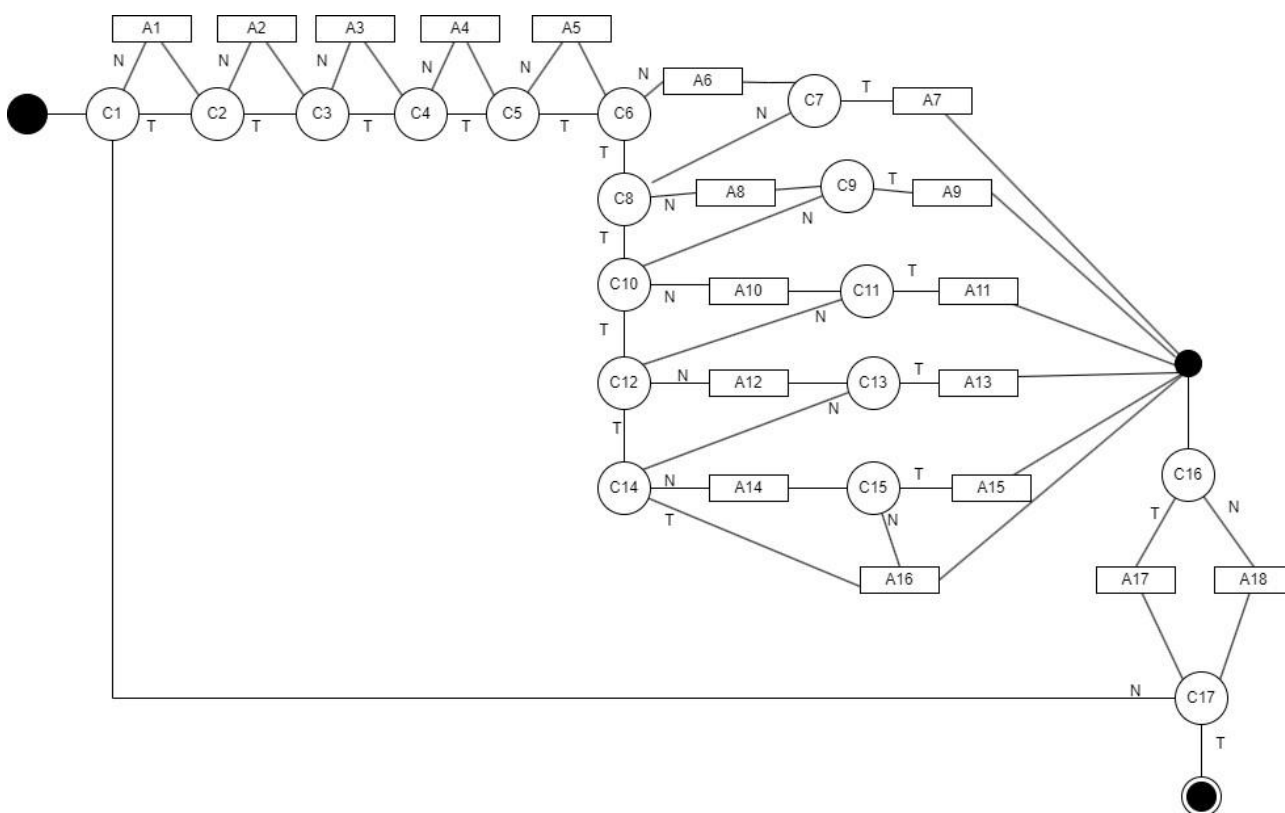 A1 A2 A3 A4 A5
N N N N N N A6 C7 T A7
C1 T C2 T C3 T C4 T C5 T C6 N
T
C8 N A8 C9 T A9
T N
C10 N A10 C11 T A11
T N
C12 N A12 C13 T A13
T N
C14 N A14 C15 T A15 C16
T N T N
A16 A17 A18
N C17
T